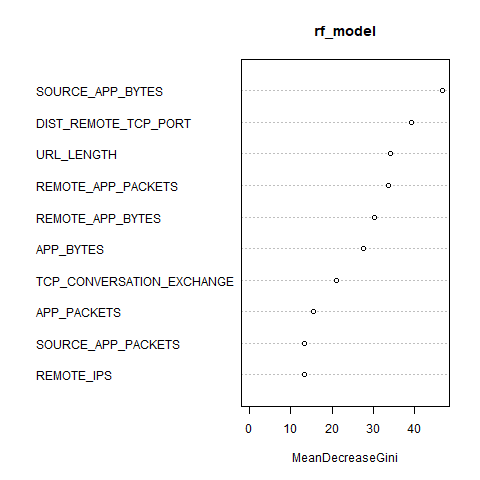 rf_model
SOURCE_APP_BYTES
DIST_REMOTE_TCP_PORT
URL_LENGTH
REMOTE_APP_PACKETS
REMOTE_APP_BYTES
APP_BYTES
TCP_CONVERSATION_EXCHANGE
APP_PACKETS
SOURCE_APP_PACKETS
REMOTE_IPS
0 10 20 30 40
MeanDecreaseGini